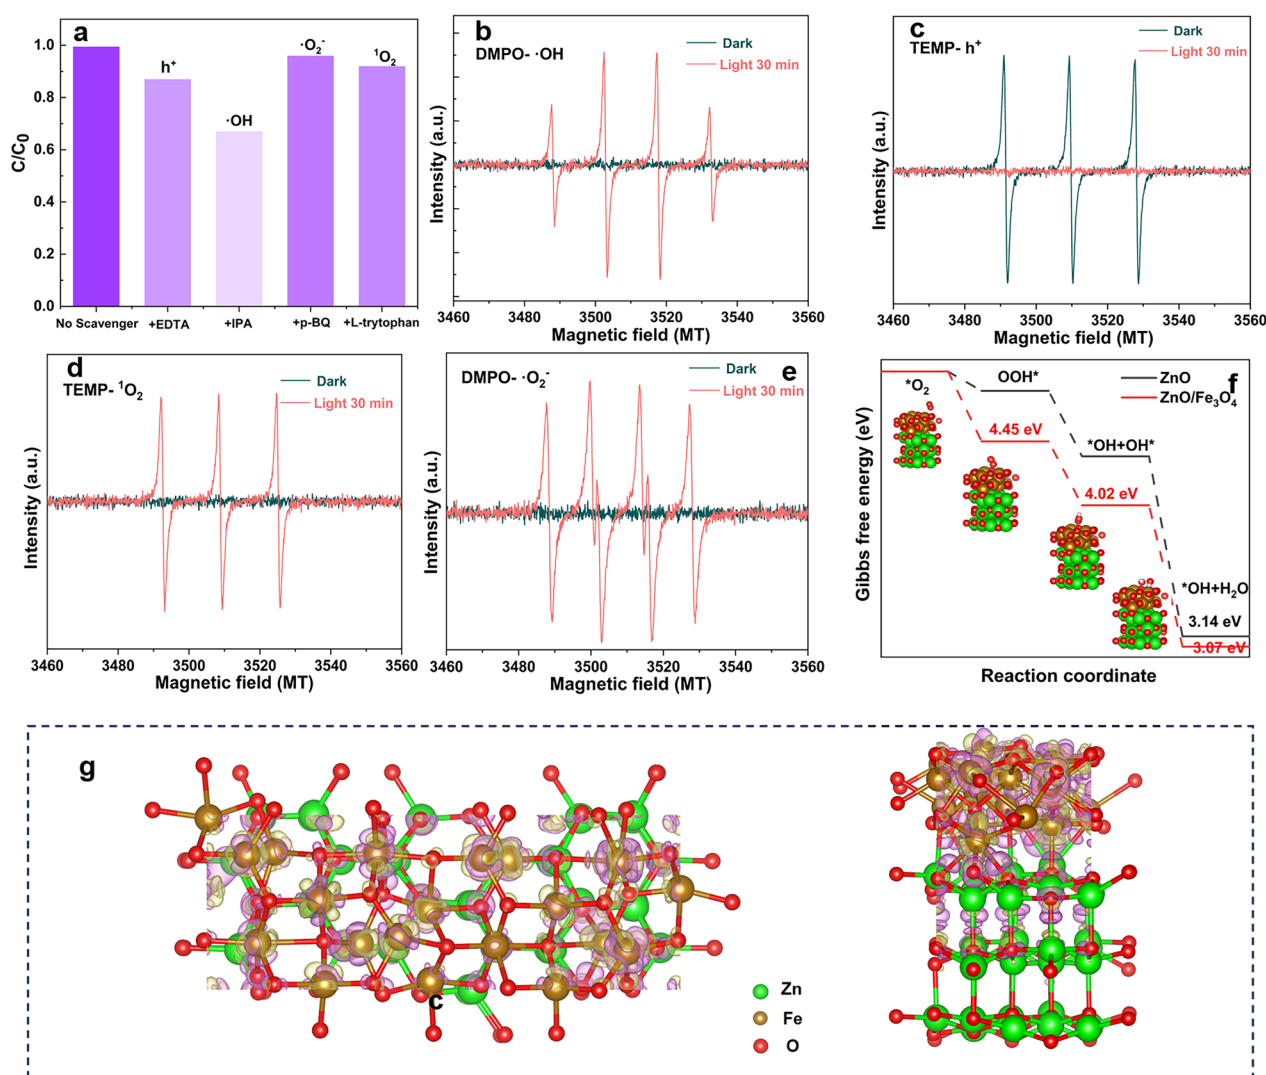 a
C/C₀
1.0
0.8
0.6
0.4
0.2
0.0
h⁺
·OH
·O₂⁻
¹O₂
No Scavenger
+EDTA
+IPA
+p-BQ
+L-trytophan
b
DMPO- ·OH
Dark
Light 30 min
Intensity (a.u.)
3460 3480 3500 3520 3540 3560
Magnetic field (MT)
c
TEMP- h⁺
Dark
Light 30 min
Intensity (a.u.)
3460 3480 3500 3520 3540 3560
Magnetic field (MT)
d
TEMP- ¹O₂
Dark
Light 30 min
Intensity (a.u.)
3460 3480 3500 3520 3540 3560
Magnetic field (MT)
e
DMPO- ·O₂⁻
Dark
Light 30 min
Intensity (a.u.)
3460 3480 3500 3520 3540 3560
Magnetic field (MT)
f
ZnO
ZnO/Fe₃O₄
Gibbs free energy (eV)
*O₂
OOH*
4.45 eV
*OH+OH*
4.02 eV
*OH+H₂O
3.14 eV
3.07 eV
Reaction coordinate
g
c
Zn
Fe
O